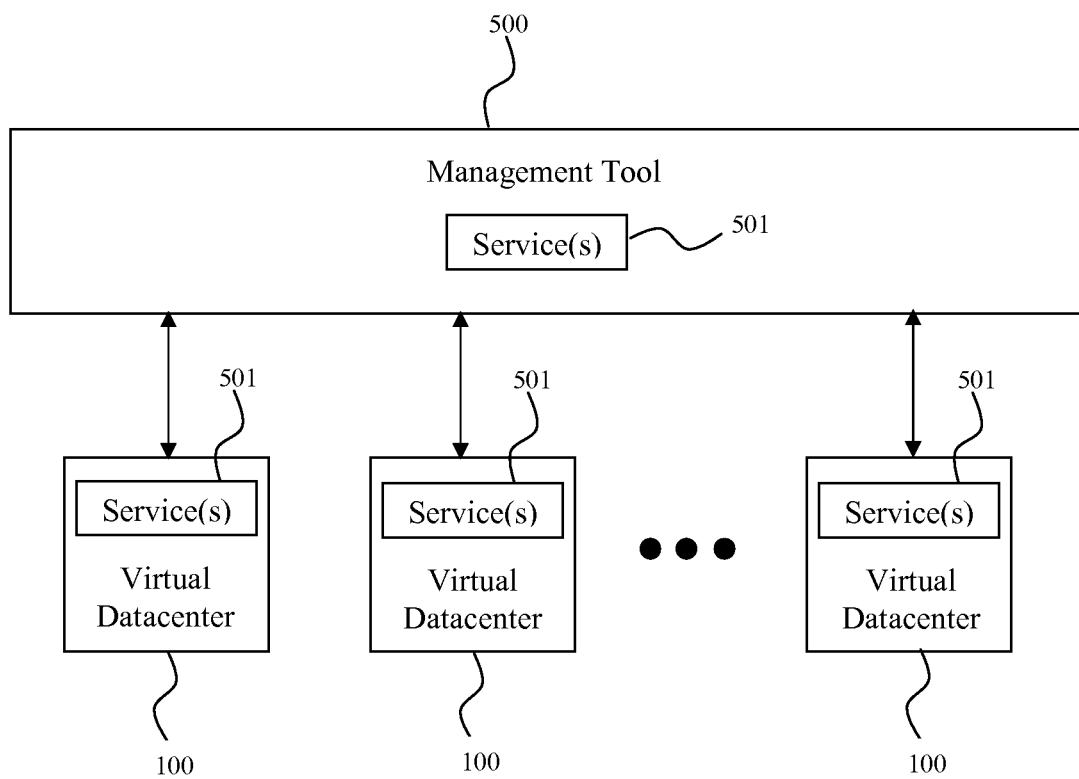 500
Management Tool
Service(s)
501
501
501
501
Service(s)
Service(s)
Service(s)
Virtual
Datacenter
Virtual
Datacenter
Virtual
Datacenter
100
100
100